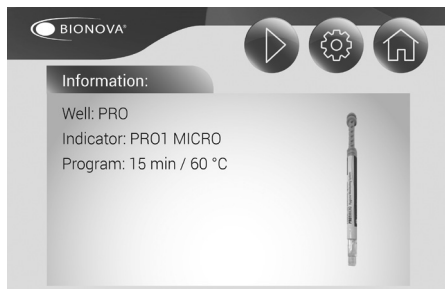 BIONOVA®
Information:
Well: PRO
Indicator: PRO1 MICRO
Program: 15 min / 60 °C